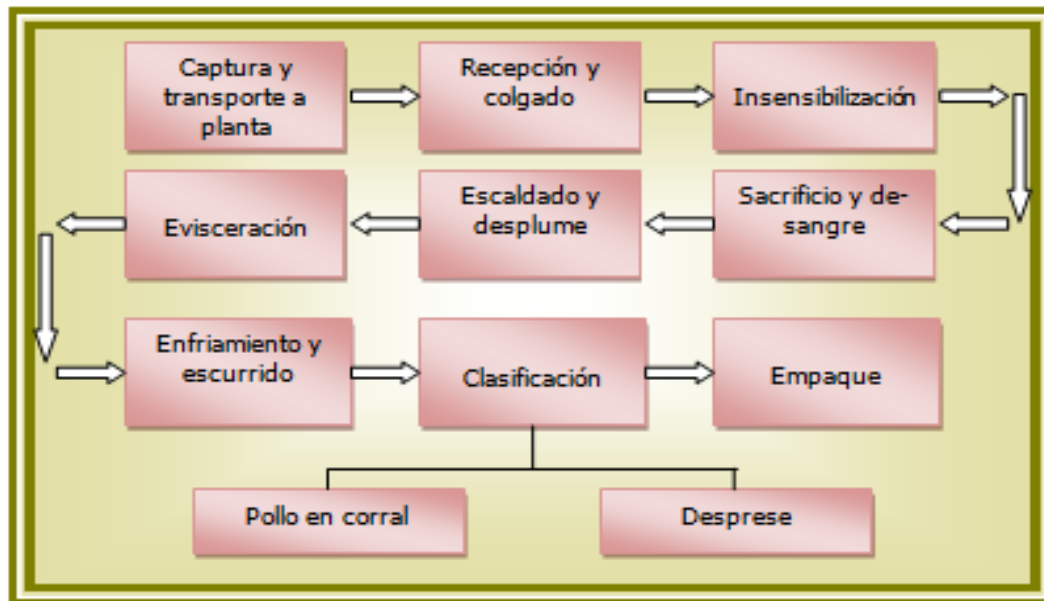 Captura y
transporte a
planta
Recepción y
colgado
Insensibilización
Sacrificio y de-
sangre
Escaldado y
desplume
Evisceración
Enfriamiento y
escurrido
Clasificación
Empaque
Pollo en corral
Desprese